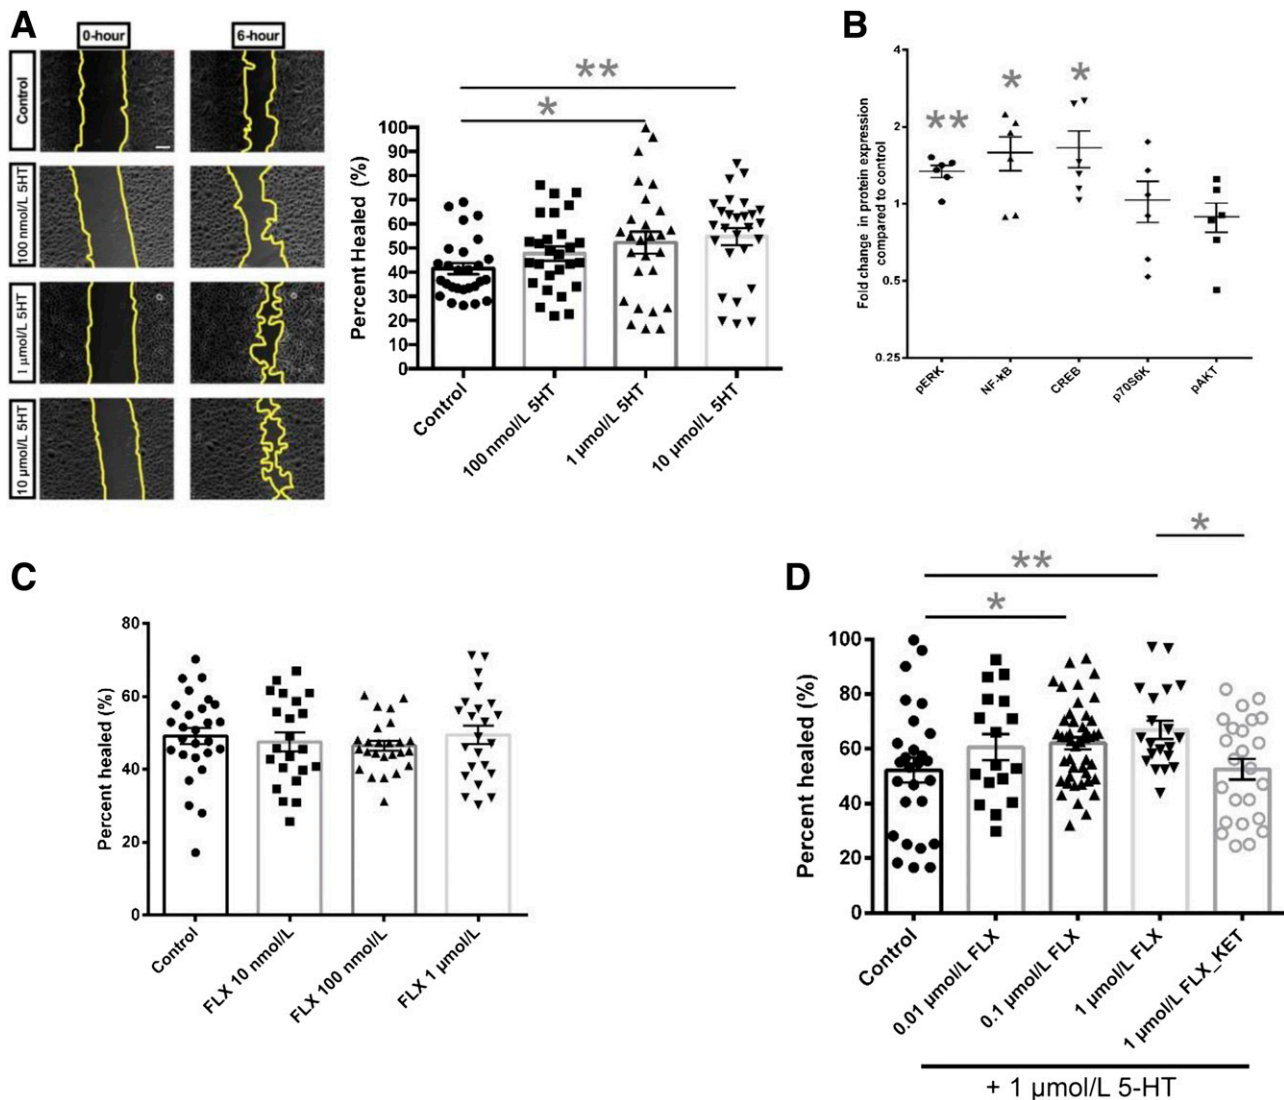 A
0-hour
6-hour
Control
100 nmol/L 5HT
1 µmol/L 5HT
10 µmol/L 5HT
**
*
Percent Healed (%)
100
90
80
70
60
50
40
30
20
10
0
Control
100 nmol/L 5HT
1 µmol/L 5HT
10 µmol/L 5HT
B
Fold change in protein expression
compared to control
4
2
1
0.5
0.25
**
*
*
pERK
NF-kB
CREB
p70S6K
pAKT
C
Percent healed (%)
80
60
40
20
0
Control
FLX 10 nmol/L
FLX 100 nmol/L
FLX 1 µmol/L
D
*
**
*
Percent healed (%)
100
80
60
40
20
0
Control
0.01 µmol/L FLX
0.1 µmol/L FLX
1 µmol/L FLX
1 µmol/L FLX_KET
+ 1 µmol/L 5-HT